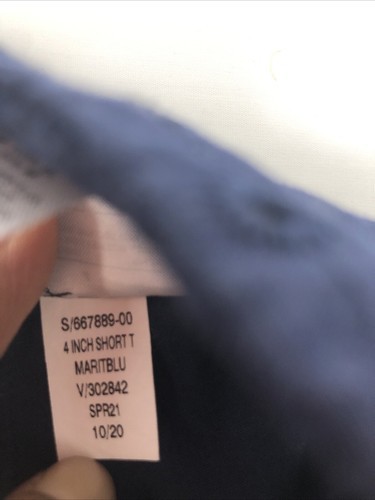 S/667889-00
4 INCH SHORT T
MARITBLU
V/302842
SPR21
10/20